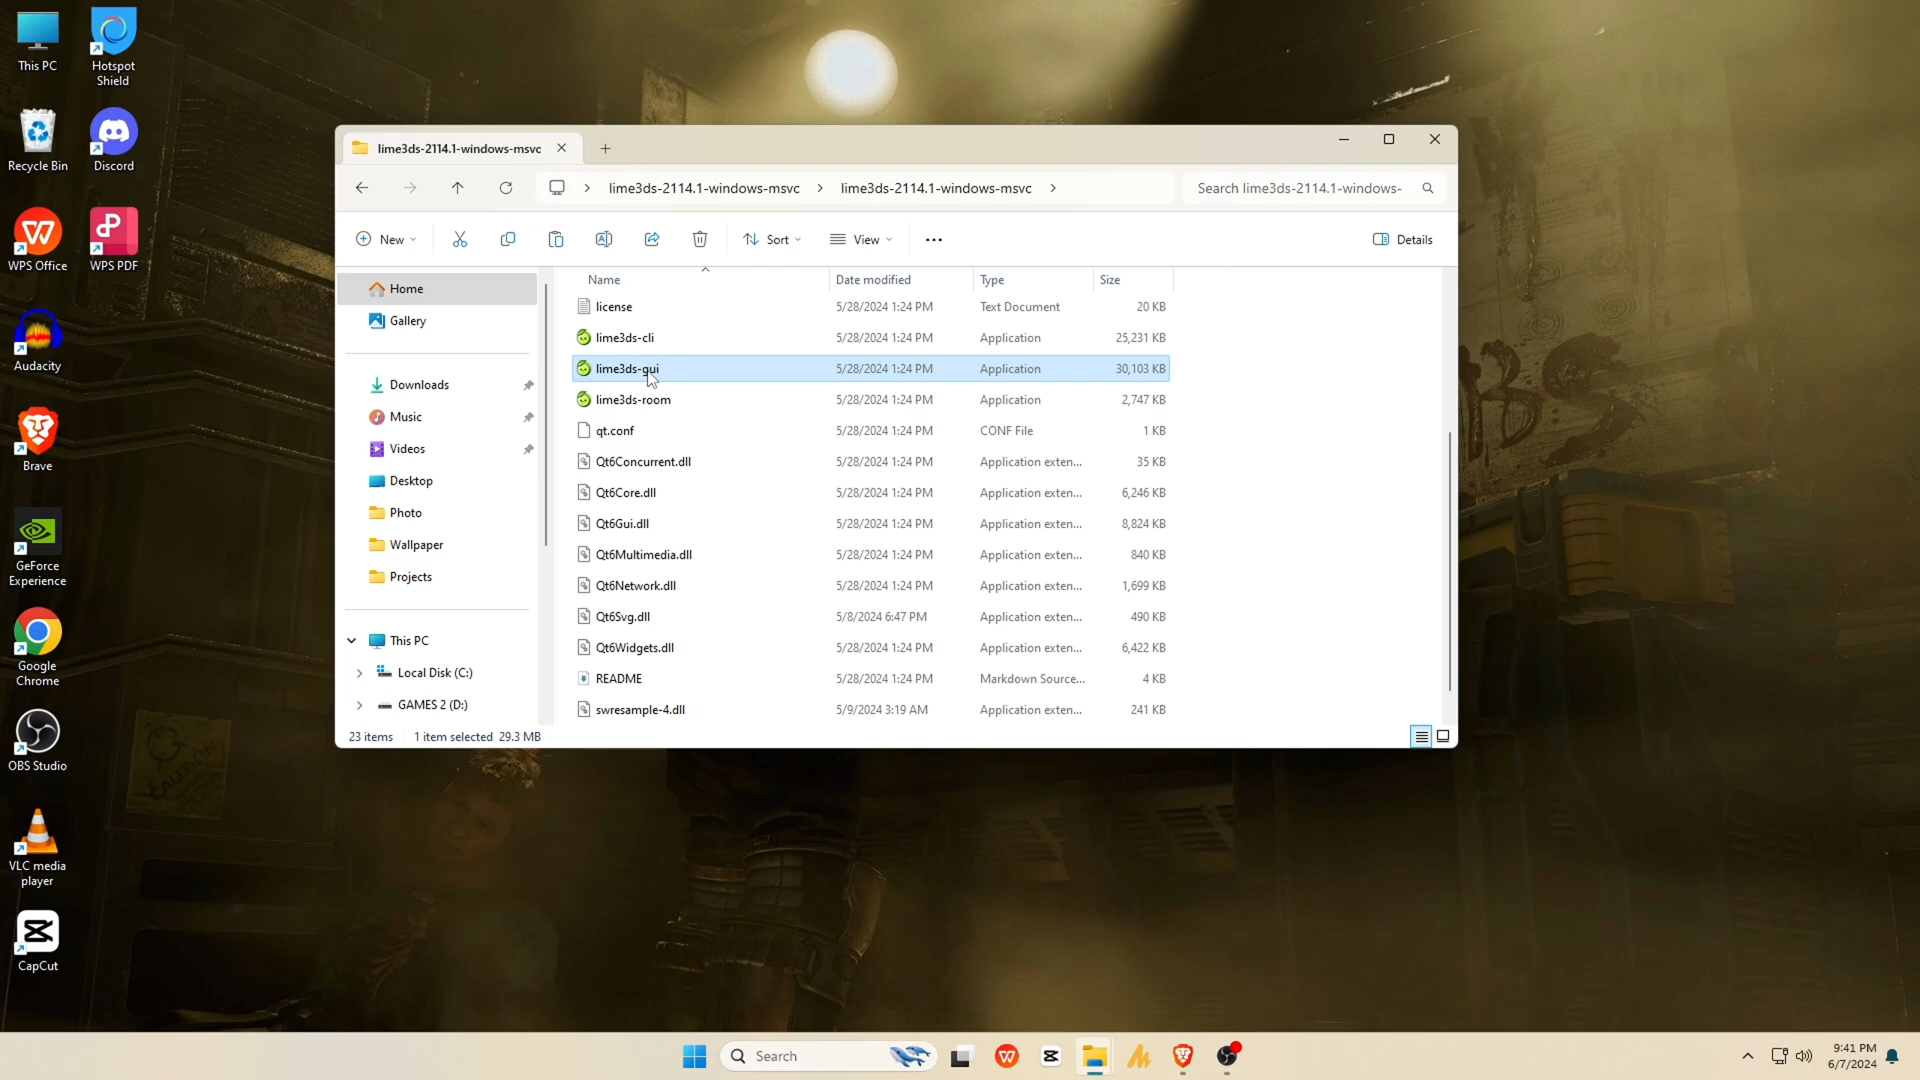 This PC
Hotspot
Shield
Recycle Bin
Discord
WPS Office
WPS PDF
Audacity
Brave
GeForce
Experience
Google
Chrome
OBS Studio
VLC media
player
CapCut
lime3ds-2114.1-windows-msvc
lime3ds-2114.1-windows-msvc > lime3ds-2114.1-windows-msvc >
Search lime3ds-2114.1-windows-
New
Sort
View
Details
Home
Gallery
Downloads
Music
Videos
Desktop
Photo
Wallpaper
Projects
This PC
Local Disk (C:)
GAMES 2 (D:)
Name Date modified Type Size
license 5/28/2024 1:24 PM Text Document 20 KB
lime3ds-cli 5/28/2024 1:24 PM Application 25,231 KB
lime3ds-gui 5/28/2024 1:24 PM Application 30,103 KB
lime3ds-room 5/28/2024 1:24 PM Application 2,747 KB
qt.conf 5/28/2024 1:24 PM CONF File 1 KB
Qt6Concurrent.dll 5/28/2024 1:24 PM Application exten... 35 KB
Qt6Core.dll 5/28/2024 1:24 PM Application exten... 6,246 KB
Qt6Gui.dll 5/28/2024 1:24 PM Application exten... 8,824 KB
Qt6Multimedia.dll 5/28/2024 1:24 PM Application exten... 840 KB
Qt6Network.dll 5/28/2024 1:24 PM Application exten... 1,699 KB
Qt6Svg.dll 5/8/2024 6:47 PM Application exten... 490 KB
Qt6Widgets.dll 5/28/2024 1:24 PM Application exten... 6,422 KB
README 5/28/2024 1:24 PM Markdown Source... 4 KB
swresample-4.dll 5/9/2024 3:19 AM Application exten... 241 KB
23 items 1 item selected 29.3 MB
Search
9:41 PM
6/7/2024